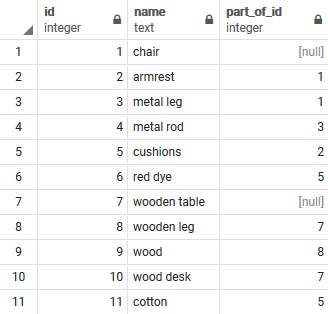 id name part_of_id
integer text integer
1 1 chair [null]
2 2 armrest 1
3 3 metal leg 1
4 4 metal rod 3
5 5 cushions 2
6 6 red dye 5
7 7 wooden table [null]
8 8 wooden leg 7
9 9 wood 8
10 10 wood desk 7
11 11 cotton 5